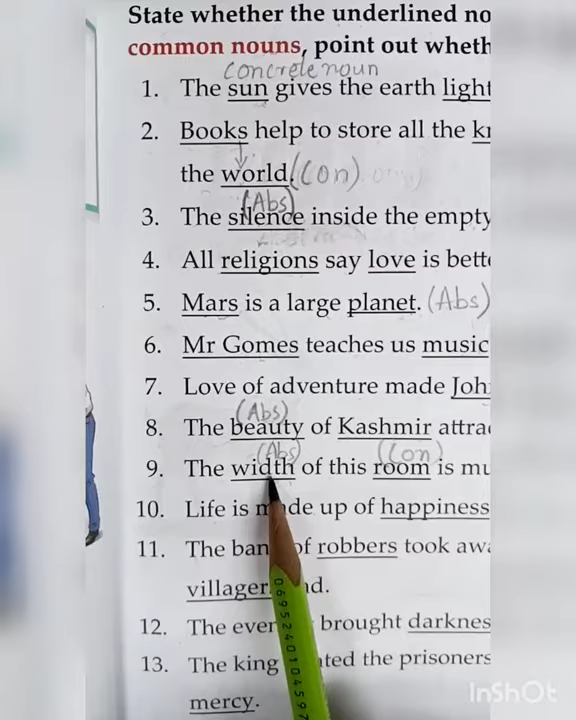 State whether the underlined no
common nouns, point out wheth
concrete noun
1. The sun gives the earth light
2. Books help to store all the
the world. (Con)
(Abs)
3. The silence inside the empty
4. All religions say love is bett
5. Mars is a large planet. (Abs)
6. Mr Gomes teaches us music
7. Love of adventure made Joh
(Abs)
8. The beauty of Kashmir attra
(Abs) (Con)
9. The width of this room is mu
10. Life is made up of happiness
11. The ban of robbers took awa
villager nd.
12. The eve brought darknes
13. The king ted the prisoners
mercy.
0695240104597
InShOt